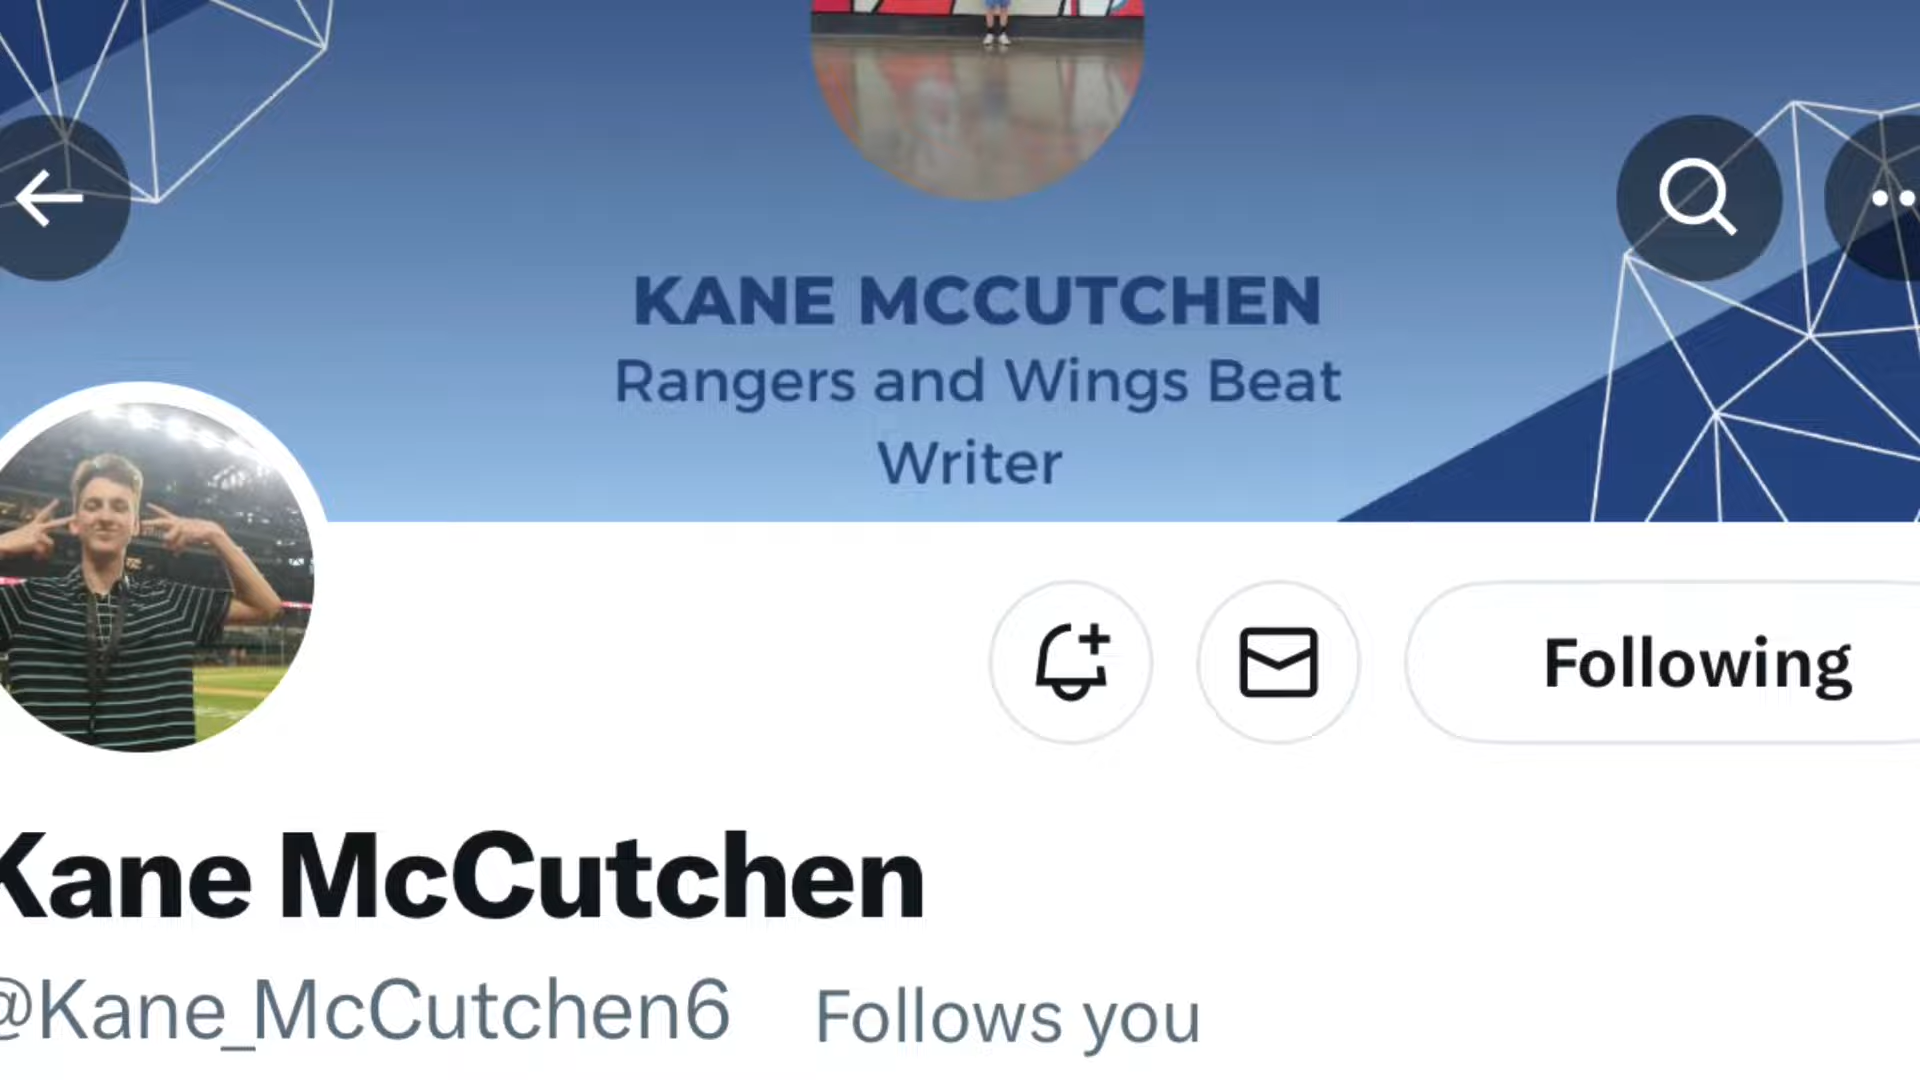 KANE MCCUTCHEN
Rangers and Wings Beat
Writer
Following
Kane McCutchen
@Kane_McCutchen6 Follows you